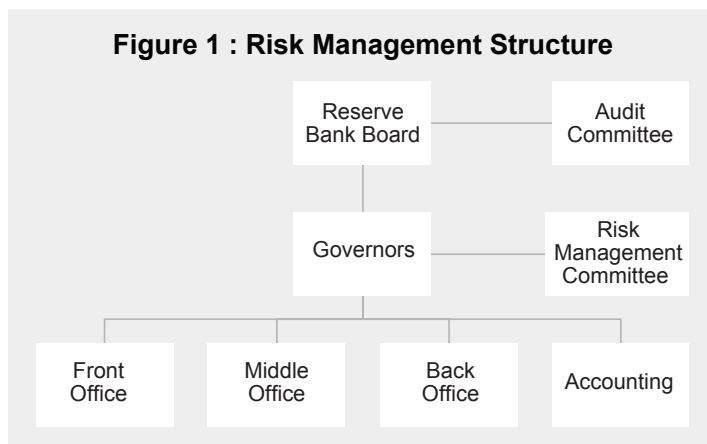 Figure 1 : Risk Management Structure
Reserve
Bank Board
Audit
Committee
Governors
Risk
Management
Committee
Front
Office
Middle
Office
Back
Office
Accounting